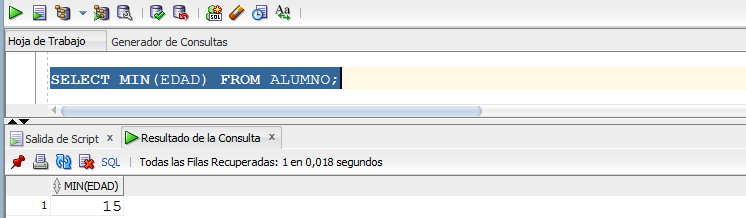 Hoja de Trabajo Generador de Consultas
SELECT MIN(EDAD) FROM ALUMNO;
Salida de Script x Resultado de la Consulta x
SQL Todas las Filas Recuperadas: 1 en 0,018 segundos
MIN(EDAD)
1 15